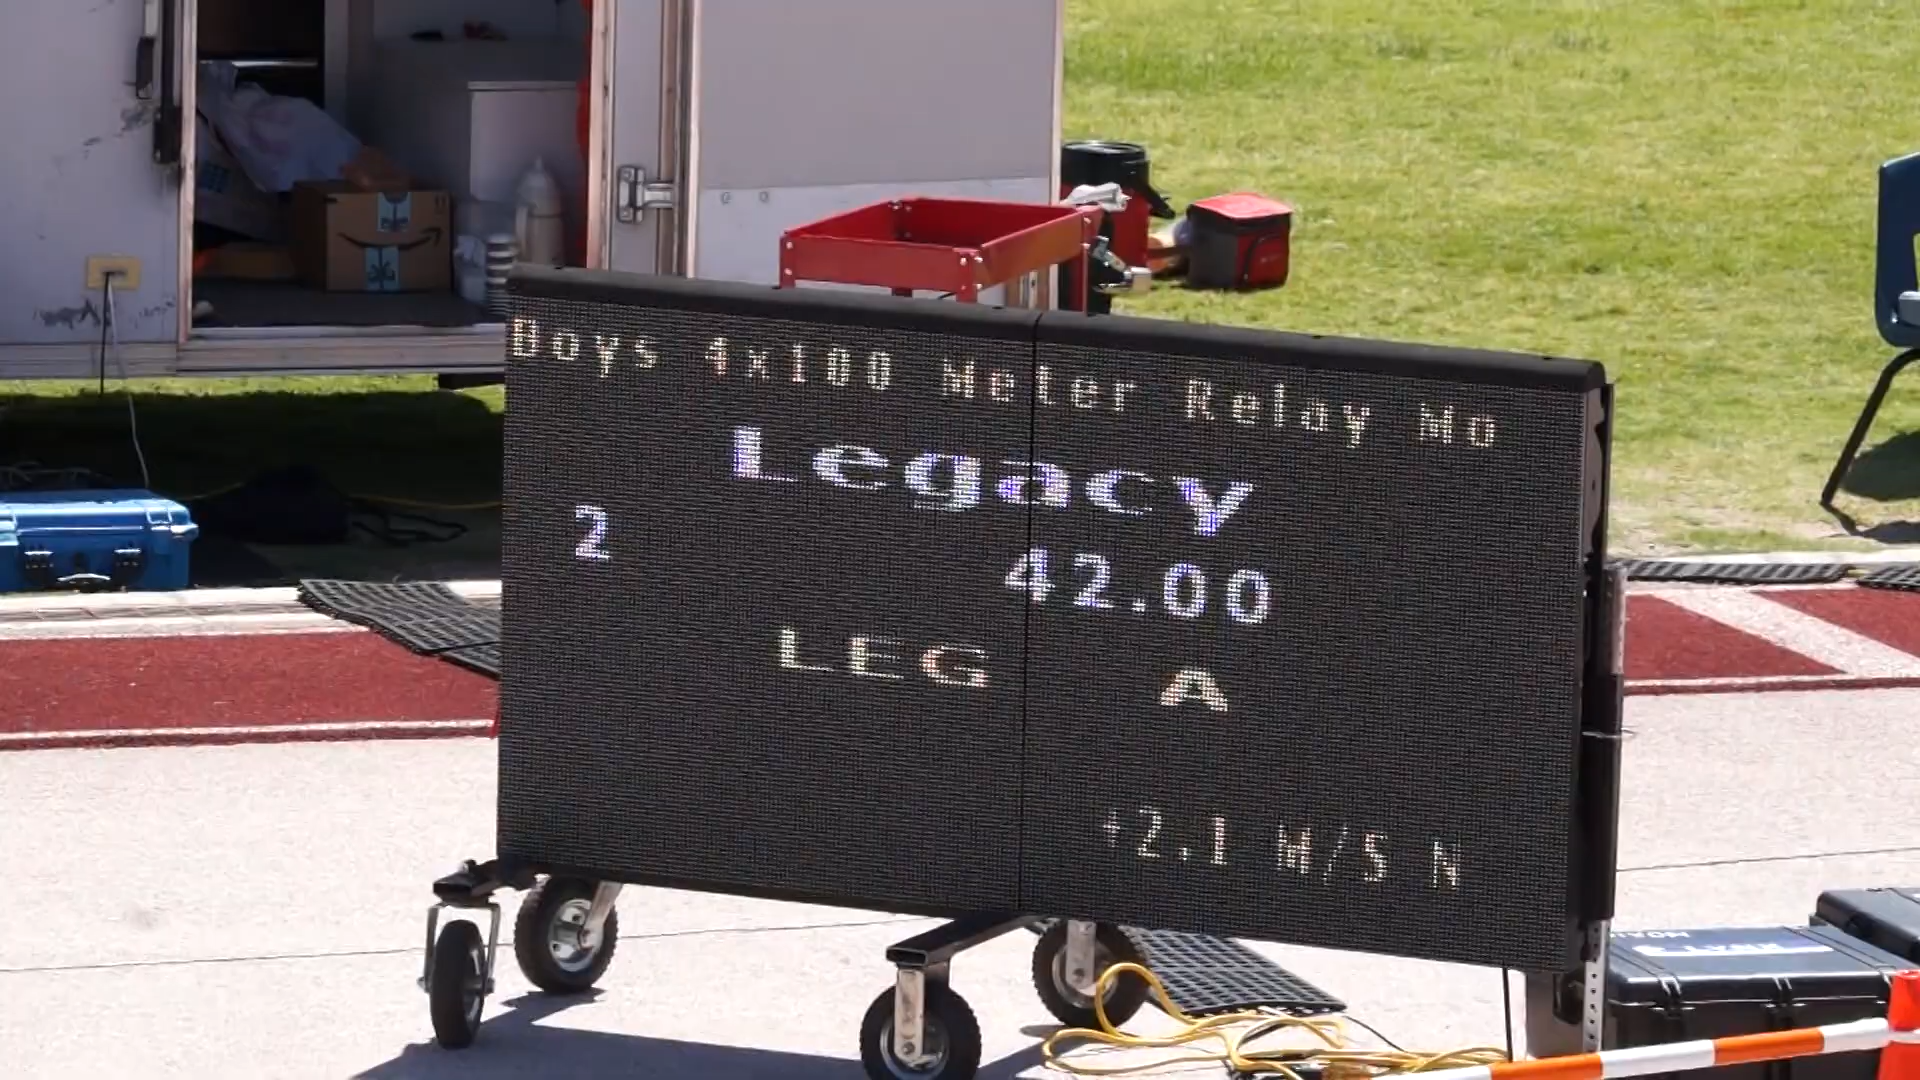 Boys 4x100 Meter Relay Mo
Legacy
2
42.00
LEG A
+2.1 M/S N